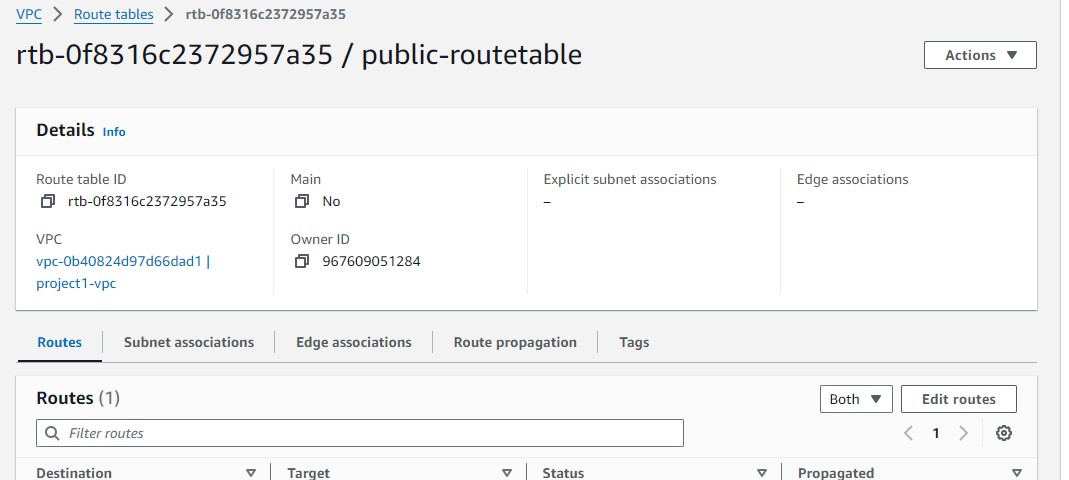 VPC > Route tables > rtb-0f8316c2372957a35
rtb-0f8316c2372957a35 / public-routetable
Actions
Details Info
Route table ID
rtb-0f8316c2372957a35
Main
No
Explicit subnet associations
–
Edge associations
–
VPC
vpc-0b40824d97d66dad1 |
project1-vpc
Owner ID
967609051284
Routes
Subnet associations
Edge associations
Route propagation
Tags
Routes (1)
Both
Edit routes
Filter routes
1
Destination
Target
Status
Propagated